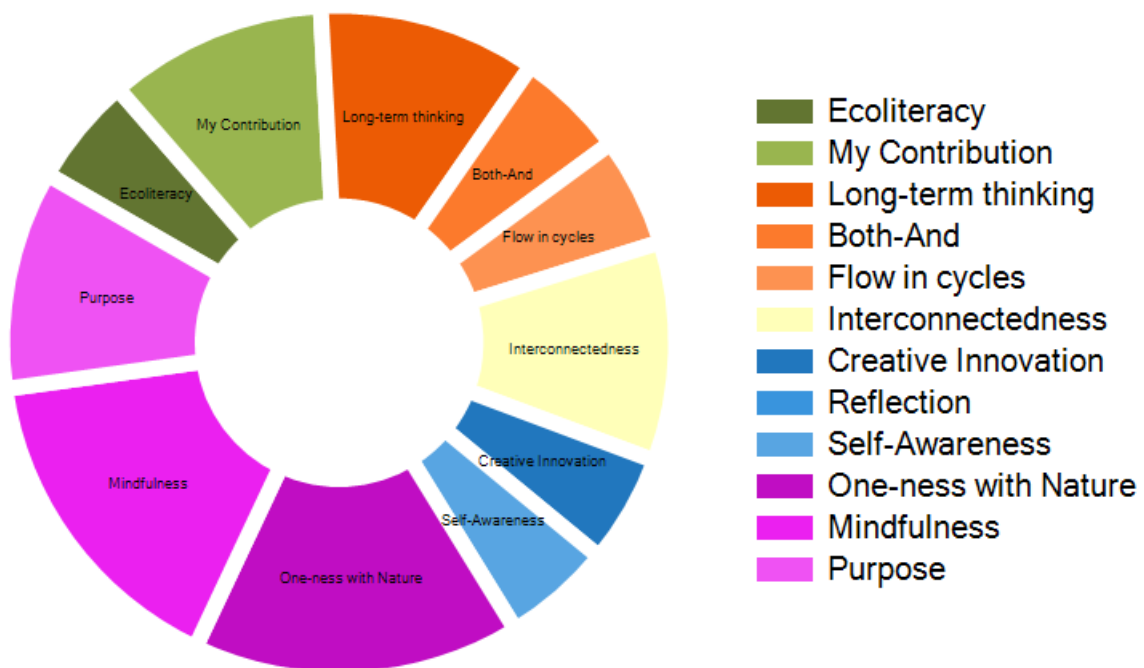 My Contribution
Long-term thinking
Both-And
Ecoliteracy
Flow in cycles
Purpose
Interconnectedness
Creative Innovation
Mindfulness
Self-Awareness
One-ness with Nature
Ecoliteracy
My Contribution
Long-term thinking
Both-And
Flow in cycles
Interconnectedness
Creative Innovation
Reflection
Self-Awareness
One-ness with Nature
Mindfulness
Purpose